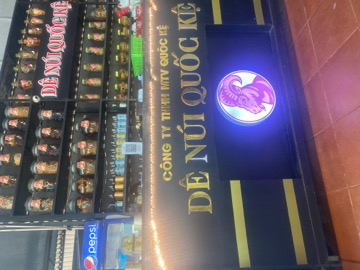 DÊ NÚI QUỐC KỆ
CÔNG TY TNHH MTV QUỐC KỆ
DÊ NÚI QUỐC KỆ
pepsi